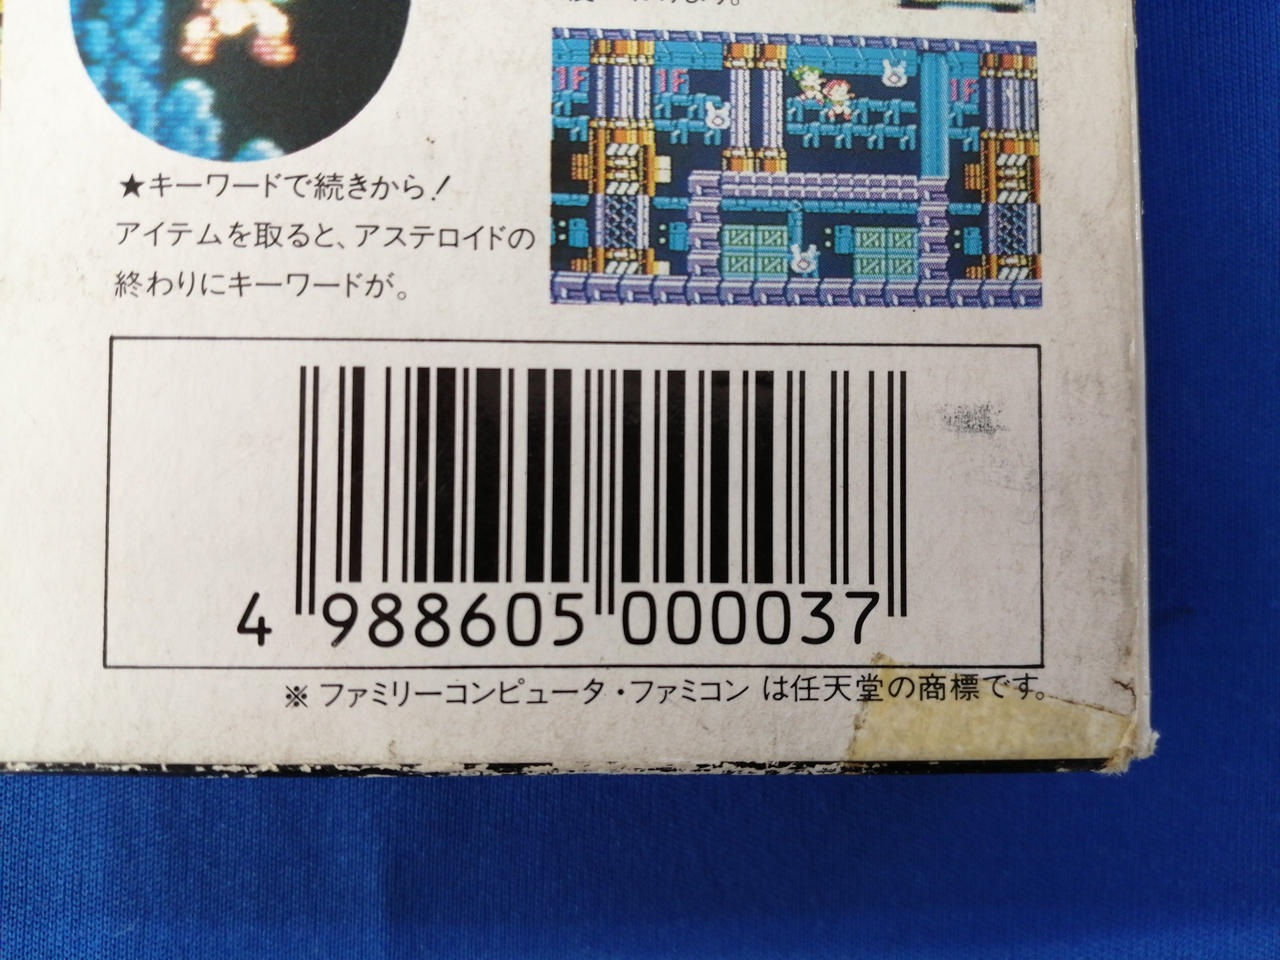 ★キーワードで続きから！
アイテムを取ると、アステロイドの
終わりにキーワードが。
1F 1F 1F
4 988605 000037
※ ファミリーコンピュータ・ファミコン は任天堂の商標です。